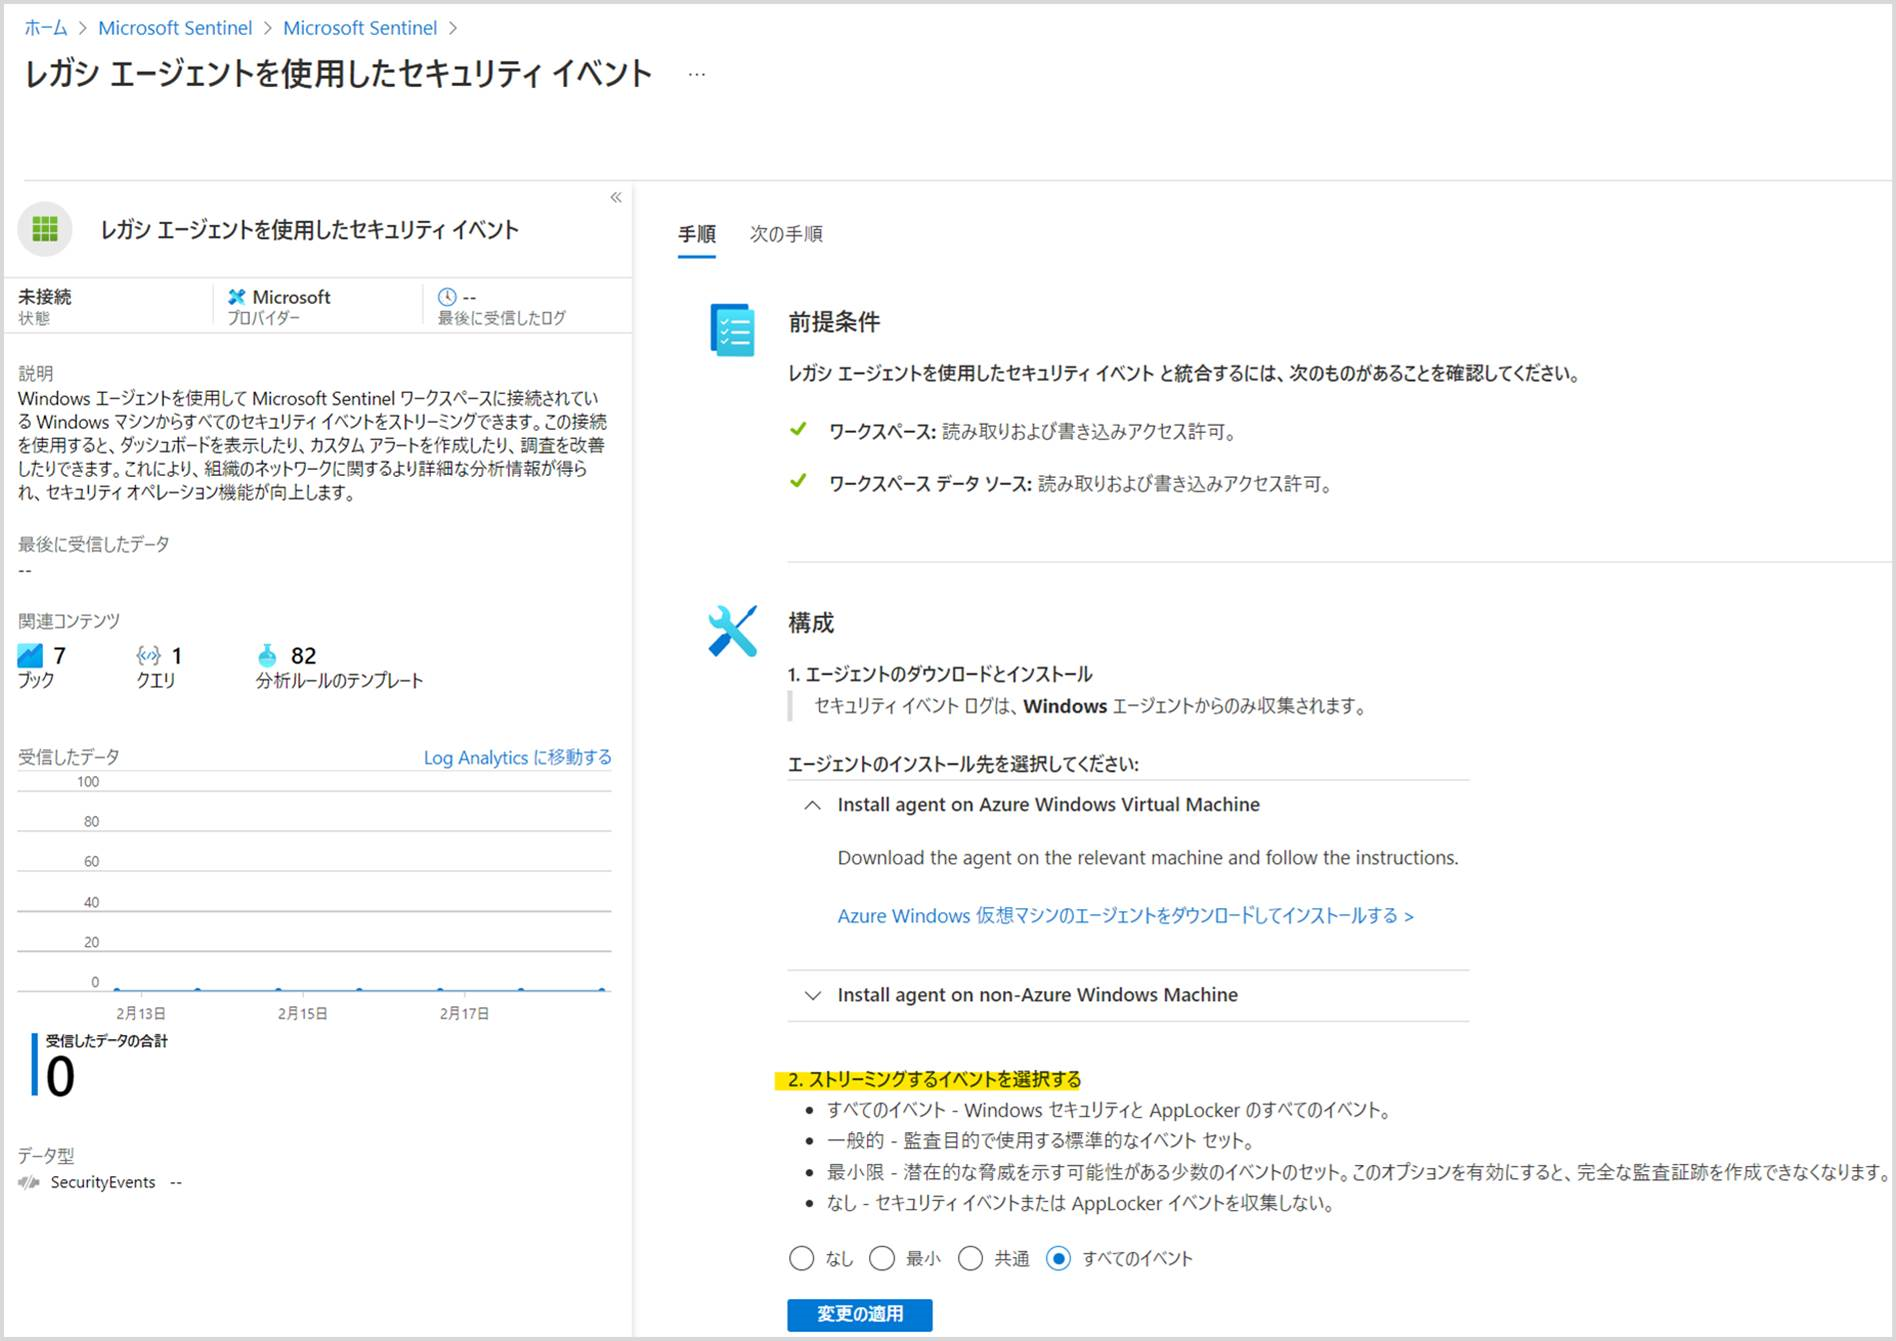 ホーム > Microsoft Sentinel > Microsoft Sentinel >
レガシ エージェントを使用したセキュリティ イベント ...
«
レガシ エージェントを使用したセキュリティ イベント
未接続
状態
Microsoft
プロバイダー
--
最後に受信したログ
説明
Windows エージェントを使用して Microsoft Sentinel ワークスペースに接続されてい
る Windows マシンからすべてのセキュリティ イベントをストリーミングできます。この接続
を使用すると、ダッシュボードを表示したり、カスタム アラートを作成したり、調査を改善
したりできます。これにより、組織のネットワークに関するより詳細な分析情報が得ら
れ、セキュリティ オペレーション機能が向上します。
最後に受信したデータ
--
関連コンテンツ
7
ブック
1
クエリ
82
分析ルールのテンプレート
受信したデータ Log Analytics に移動する
100
80
60
40
20
0
2月13日 2月15日 2月17日
受信したデータの合計
0
データ型
SecurityEvents --
手順 次の手順
前提条件
レガシ エージェントを使用したセキュリティ イベント と統合するには、次のものがあることを確認してください。
ワークスペース: 読み取りおよび書き込みアクセス許可。
ワークスペース データ ソース: 読み取りおよび書き込みアクセス許可。
構成
1. エージェントのダウンロードとインストール
セキュリティ イベント ログは、Windows エージェントからのみ収集されます。
エージェントのインストール先を選択してください:
Install agent on Azure Windows Virtual Machine
Download the agent on the relevant machine and follow the instructions.
Azure Windows 仮想マシンのエージェントをダウンロードしてインストールする >
Install agent on non-Azure Windows Machine
2. ストリーミングするイベントを選択する
• すべてのイベント - Windows セキュリティと AppLocker のすべてのイベント。
• 一般的 - 監査目的で使用する標準的なイベント セット。
• 最小限 - 潜在的な脅威を示す可能性がある少数のイベントのセット。このオプションを有効にすると、完全な監査証跡を作成できなくなります。
• なし - セキュリティ イベントまたは AppLocker イベントを収集しない。
なし 最小 共通 すべてのイベント
変更の適用